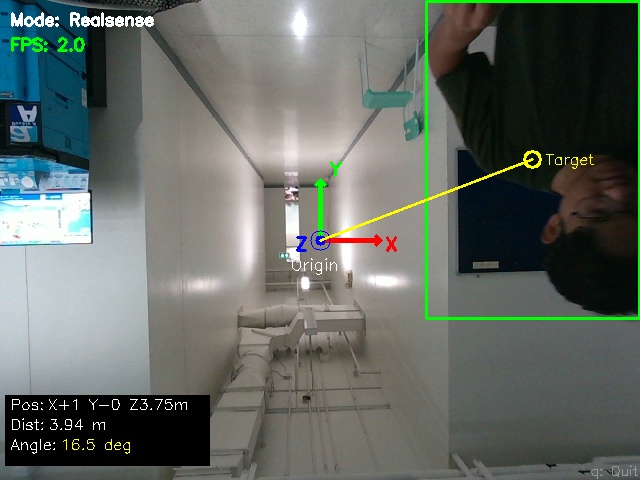 Mode: Realsense
FPS: 2.0
Target
Y
Z
X
Origin
Pos: X+1 Y-0 Z3.75m
Dist: 3.94 m
Angle: 16.5 deg
q: Quit